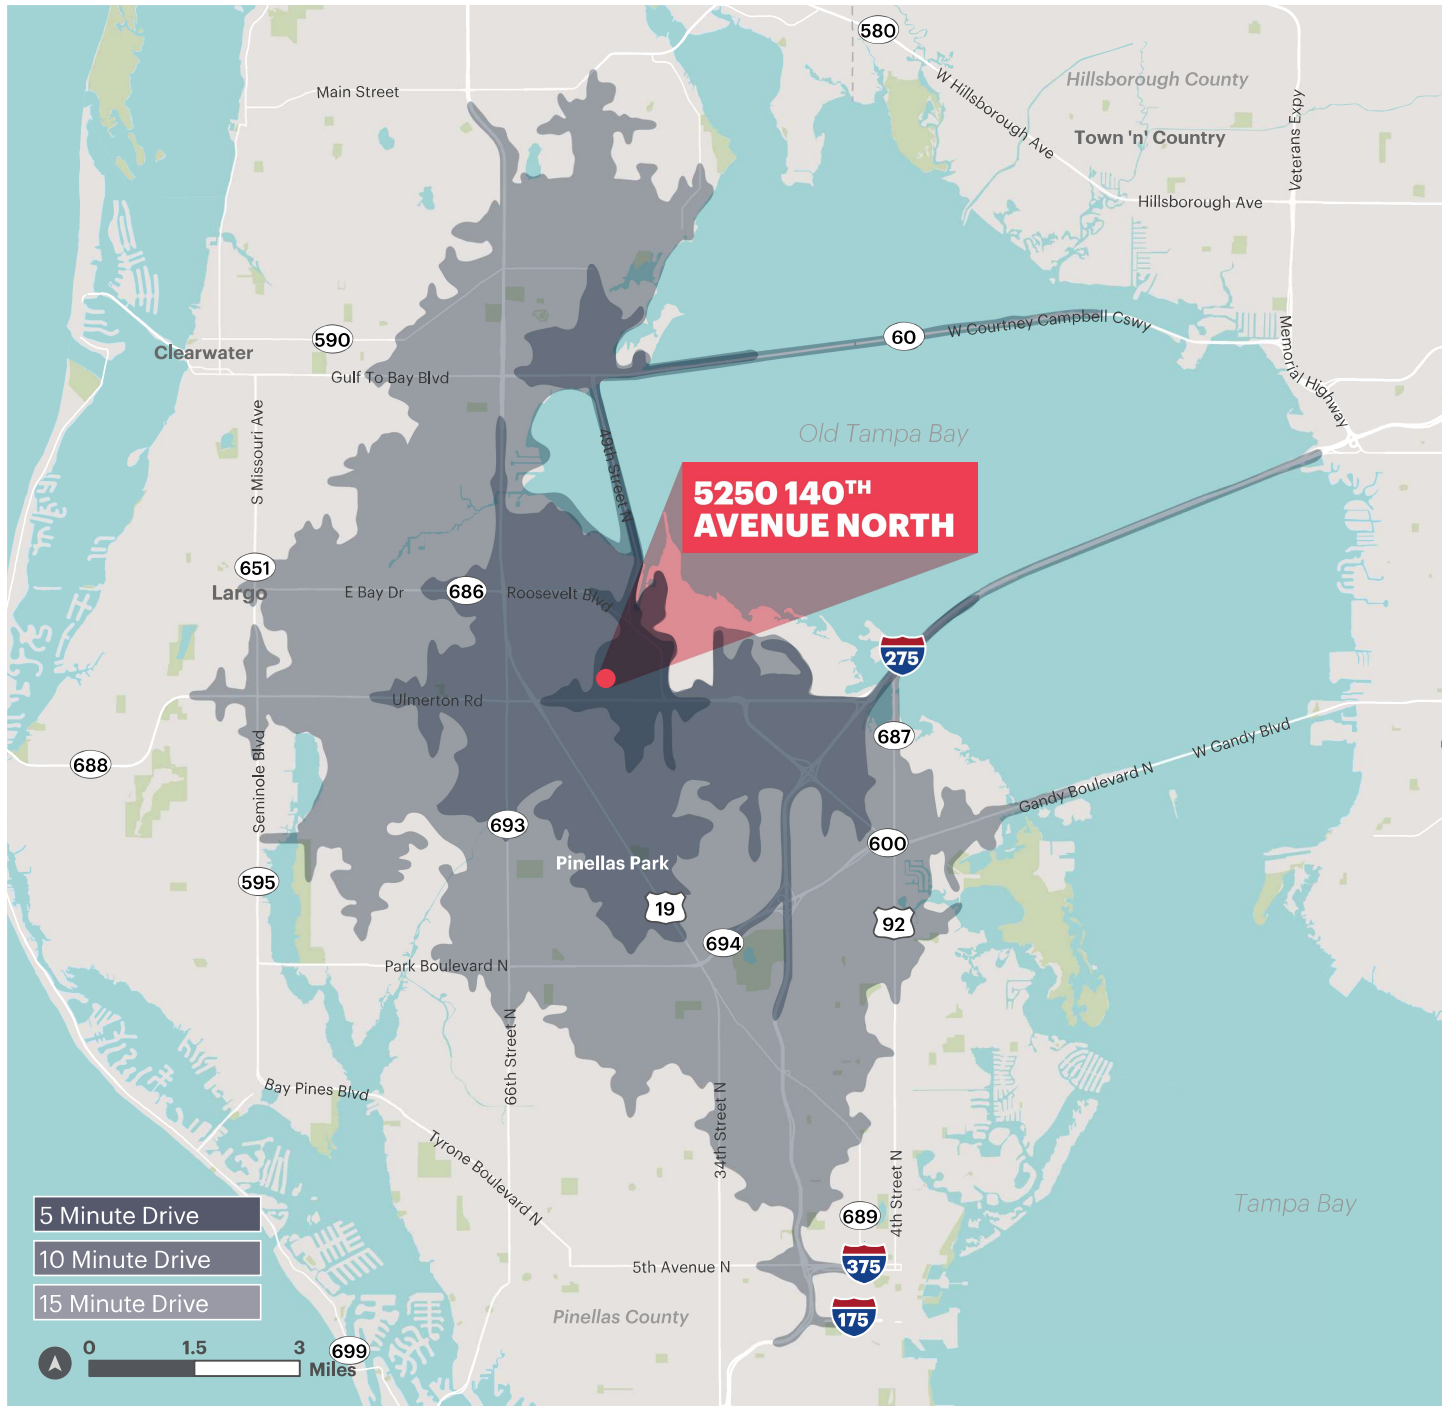 580
Hillsborough County
Main Street
W Hillsborough Ave
Town 'n' Country
Veterans Expy
Hillsborough Ave
590
Clearwater
60
W Courtney Campbell Cswy
Memorial Highway
Gulf To Bay Blvd
S Missouri Ave
49th Street N
Old Tampa Bay
5250 140TH
AVENUE NORTH
651
Largo
E Bay Dr
686
Roosevelt Blvd
275
Ulmerton Rd
688
Seminole Blvd
687
W Gandy Blvd
Gandy Boulevard N
693
600
Pinellas Park
595
19
92
694
Park Boulevard N
66th Street N
Bay Pines Blvd
34th Street N
Tyrone Boulevard N
4th Street N
Tampa Bay
5 Minute Drive
10 Minute Drive
15 Minute Drive
689
5th Avenue N
375
Pinellas County
175
0 1.5 3
Miles
699